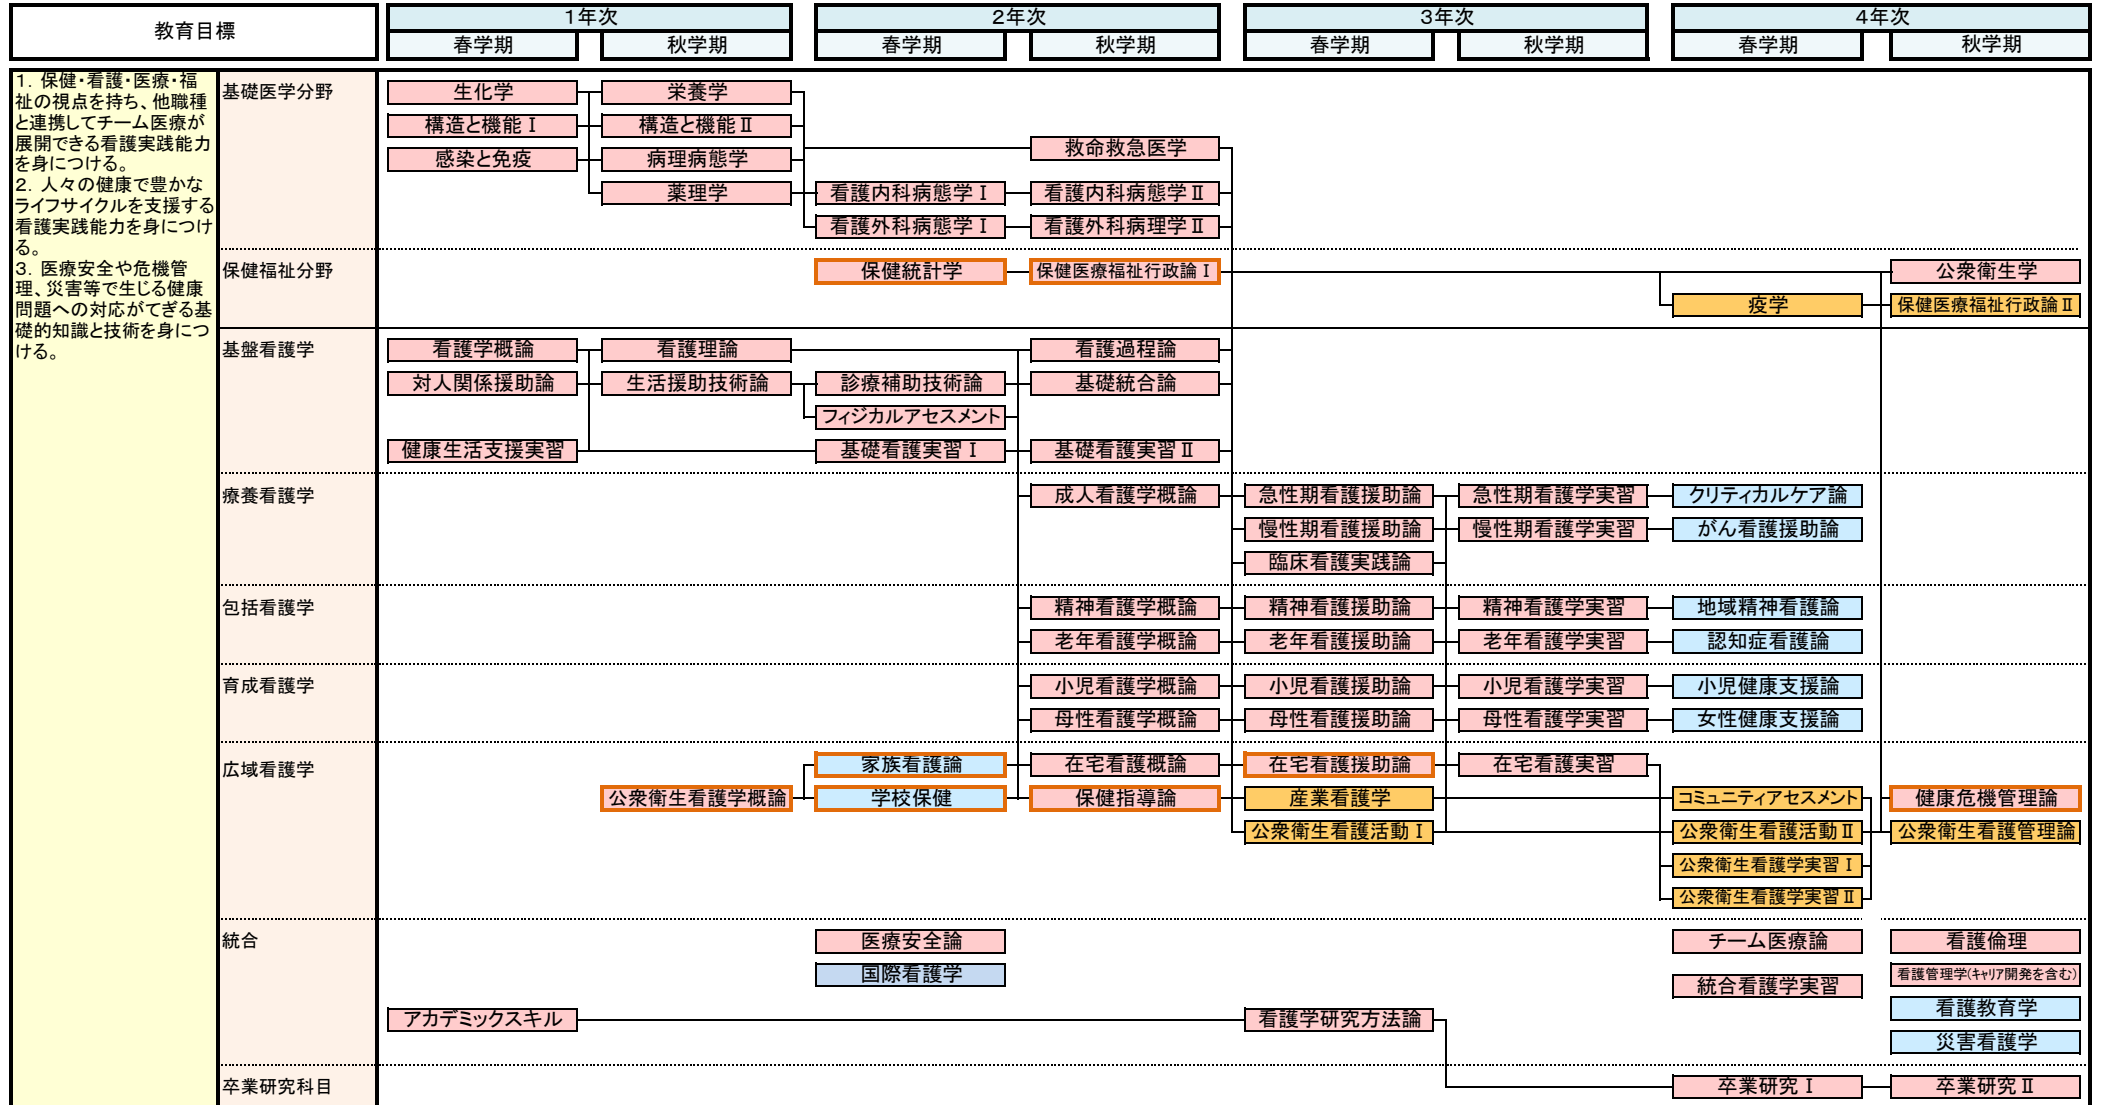 教育目標
1年次
2年次
3年次
4年次
春学期
秋学期
春学期
秋学期
春学期
秋学期
春学期
秋学期
1. 保健・看護・医療・福
祉の視点を持ち、他職種
と連携してチーム医療が
展開できる看護実践能力
を身につける。
2. 人々の健康で豊かな
ライフサイクルを支援する
看護実践能力を身につけ
る。
3. 医療安全や危機管
理、災害等で生じる健康
問題への対応がてぎる基
礎的知識と技術を身につ
ける。
基礎医学分野
生化学
栄養学
構造と機能Ⅰ
構造と機能Ⅱ
救命救急医学
感染と免疫
病理病態学
薬理学
看護内科病態学Ⅰ
看護内科病態学Ⅱ
看護外科病態学Ⅰ
看護外科病理学Ⅱ
保健福祉分野
保健統計学
保健医療福祉行政論Ⅰ
公衆衛生学
疫学
保健医療福祉行政論Ⅱ
基盤看護学
看護学概論
看護理論
看護過程論
対人関係援助論
生活援助技術論
診療補助技術論
基礎統合論
フィジカルアセスメント
健康生活支援実習
基礎看護実習Ⅰ
基礎看護実習Ⅱ
療養看護学
成人看護学概論
急性期看護援助論
急性期看護学実習
クリティカルケア論
慢性期看護援助論
慢性期看護学実習
がん看護援助論
臨床看護実践論
包括看護学
精神看護学概論
精神看護援助論
精神看護学実習
地域精神看護論
老年看護学概論
老年看護援助論
老年看護学実習
認知症看護論
育成看護学
小児看護学概論
小児看護援助論
小児看護学実習
小児健康支援論
母性看護学概論
母性看護援助論
母性看護学実習
女性健康支援論
広域看護学
家族看護論
在宅看護概論
在宅看護援助論
在宅看護実習
公衆衛生看護学概論
学校保健
保健指導論
産業看護学
コミュニティアセスメント
健康危機管理論
公衆衛生看護活動Ⅰ
公衆衛生看護活動Ⅱ
公衆衛生看護管理論
公衆衛生看護学実習Ⅰ
公衆衛生看護学実習Ⅱ
統合
医療安全論
チーム医療論
看護倫理
国際看護学
看護管理学(キャリア開発を含む)
統合看護学実習
看護教育学
アカデミックスキル
看護学研究方法論
災害看護学
卒業研究科目
卒業研究Ⅰ
卒業研究Ⅱ